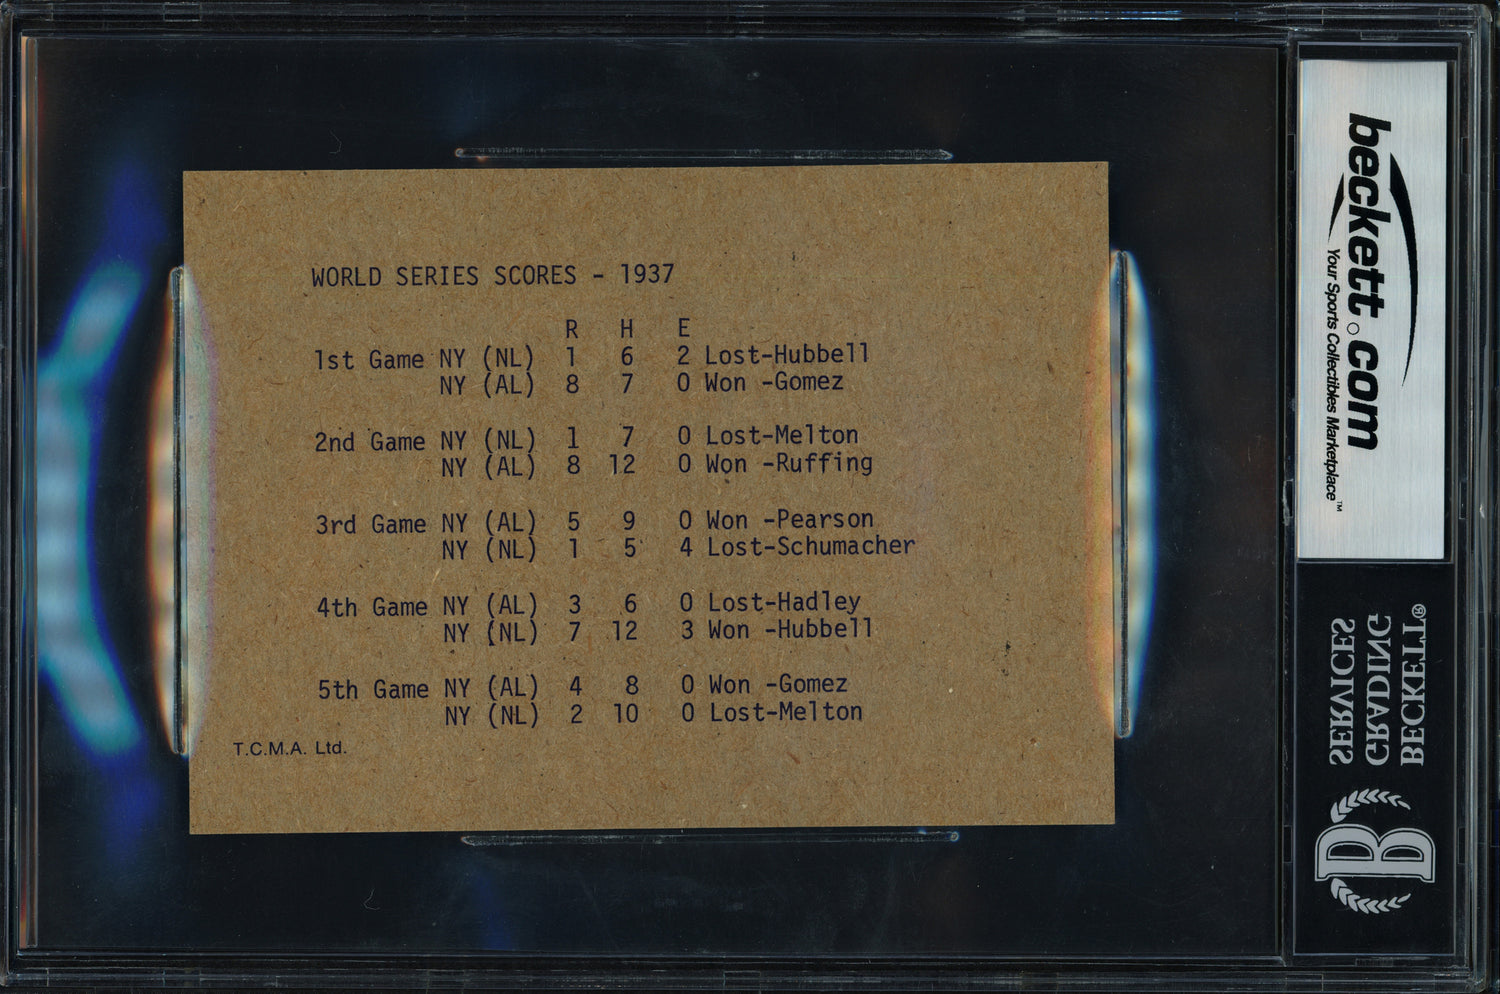 WORLD SERIES SCORES - 1937
R H E
1st Game NY (NL) 1 6 2 Lost-Hubbell
NY (AL) 8 7 0 Won -Gomez
2nd Game NY (NL) 1 7 0 Lost-Melton
NY (AL) 8 12 0 Won -Ruffing
3rd Game NY (AL) 5 9 0 Won -Pearson
NY (NL) 1 5 4 Lost-Schumacher
4th Game NY (AL) 3 6 0 Lost-Hadley
NY (NL) 7 12 3 Won -Hubbell
5th Game NY (AL) 4 8 0 Won -Gomez
NY (NL) 2 10 0 Lost-Melton
T.C.M.A. Ltd.
beckett.com
Your Sports Collectibles Marketplace™
BECKETT®
GRADING
SERVICES
B